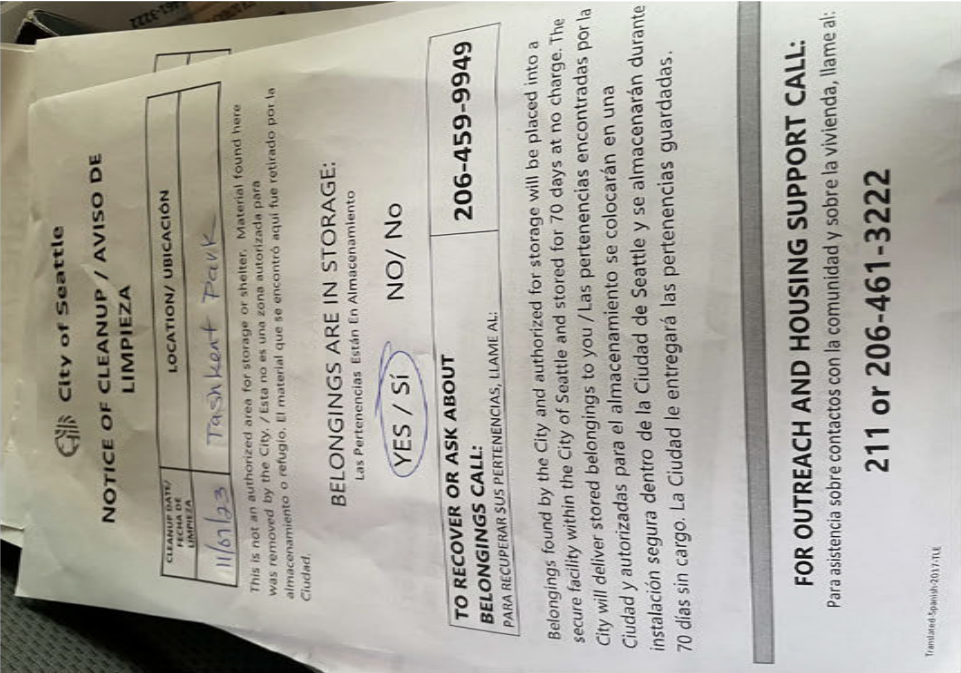 City of Seattle
NOTICE OF CLEANUP / AVISO DE
LIMPIEZA
CLEANUP DATE/
FECHA DE
LIMPIEZA
LOCATION/ UBICACIÓN
11/01/23
Tashkent Park
This is not an authorized area for storage or shelter. Material found here
was removed by the City. / Esta no es una zona autorizada para
almacenamiento o refugio. El material que se encontró aquí fue retirado por la
Ciudad.
BELONGINGS ARE IN STORAGE:
Las Pertenencias Están En Almacenamiento
YES / SÍ NO/ No
TO RECOVER OR ASK ABOUT
BELONGINGS CALL:
PARA RECUPERAR SUS PERTENENCIAS, LLAME AL:
206-459-9949
Belongings found by the City and authorized for storage will be placed into a
secure facility within the City of Seattle and stored for 70 days at no charge. The
City will deliver stored belongings to you /Las pertenencias encontradas por la
Ciudad y autorizadas para el almacenamiento se colocarán en una
instalación segura dentro de la Ciudad de Seattle y se almacenarán durante
70 días sin cargo. La Ciudad le entregará las pertenencias guardadas.
FOR OUTREACH AND HOUSING SUPPORT CALL:
Para asistencia sobre contactos con la comunidad y sobre la vivienda, llame al:
211 or 206-461-3222
Translated-Spanish-2017-TLE